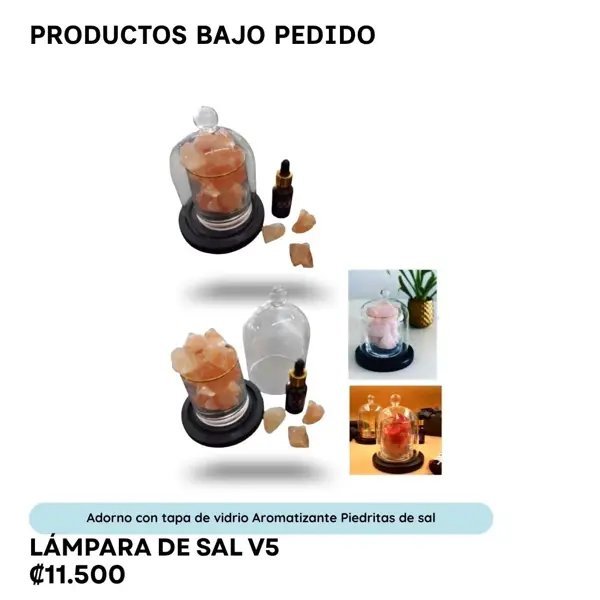 PRODUCTOS BAJO PEDIDO
Adorno con tapa de vidrio Aromatizante Piedritas de sal
LÁMPARA DE SAL V5
₡11.500